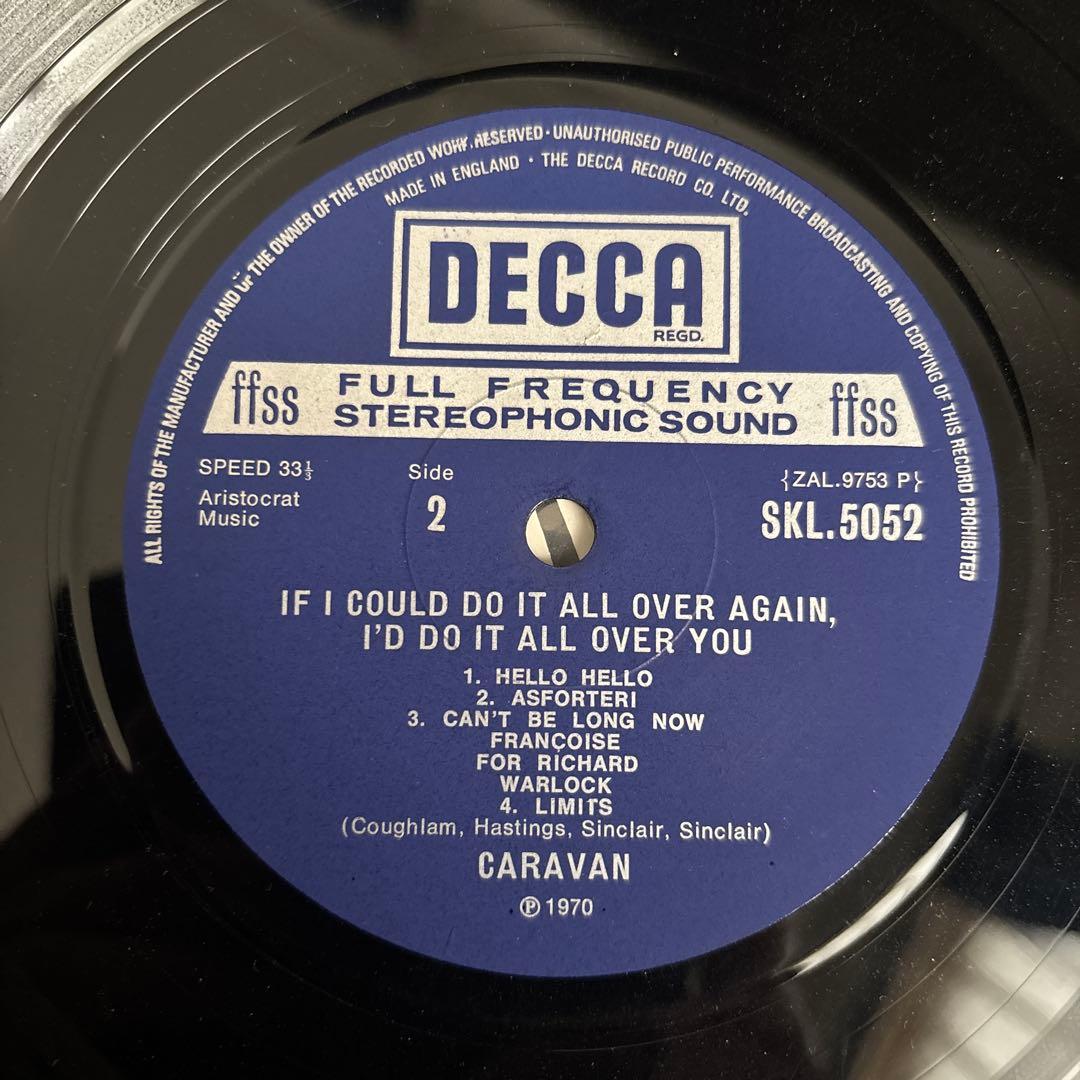 ALL RIGHTS OF THE MANUFACTURER AND OF THE OWNER OF THE RECORDED WORK RESERVED · UNAUTHORISED PUBLIC PERFORMANCE BROADCASTING AND COPYING OF THIS RECORD PROHIBITED
MADE IN ENGLAND · THE DECCA RECORD CO. LTD.
DECCA
REGD.
ffss FULL FREQUENCY STEREOPHONIC SOUND ffss
SPEED 33⅓
Side
{ZAL.9753 P}
Aristocrat
Music
2
SKL.5052
IF I COULD DO IT ALL OVER AGAIN,
I'D DO IT ALL OVER YOU
1. HELLO HELLO
2. ASFORTERI
3. CAN'T BE LONG NOW
FRANÇOISE
FOR RICHARD
WARLOCK
4. LIMITS
(Coughlam, Hastings, Sinclair, Sinclair)
CARAVAN
℗ 1970